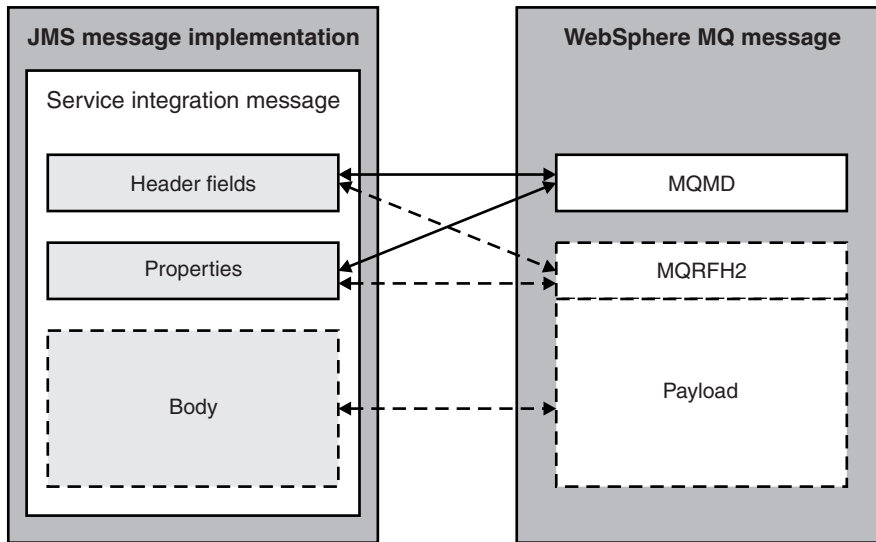 JMS message implementation
Service integration message
Header fields
Properties
Body
WebSphere MQ message
MQMD
MQRFH2
Payload